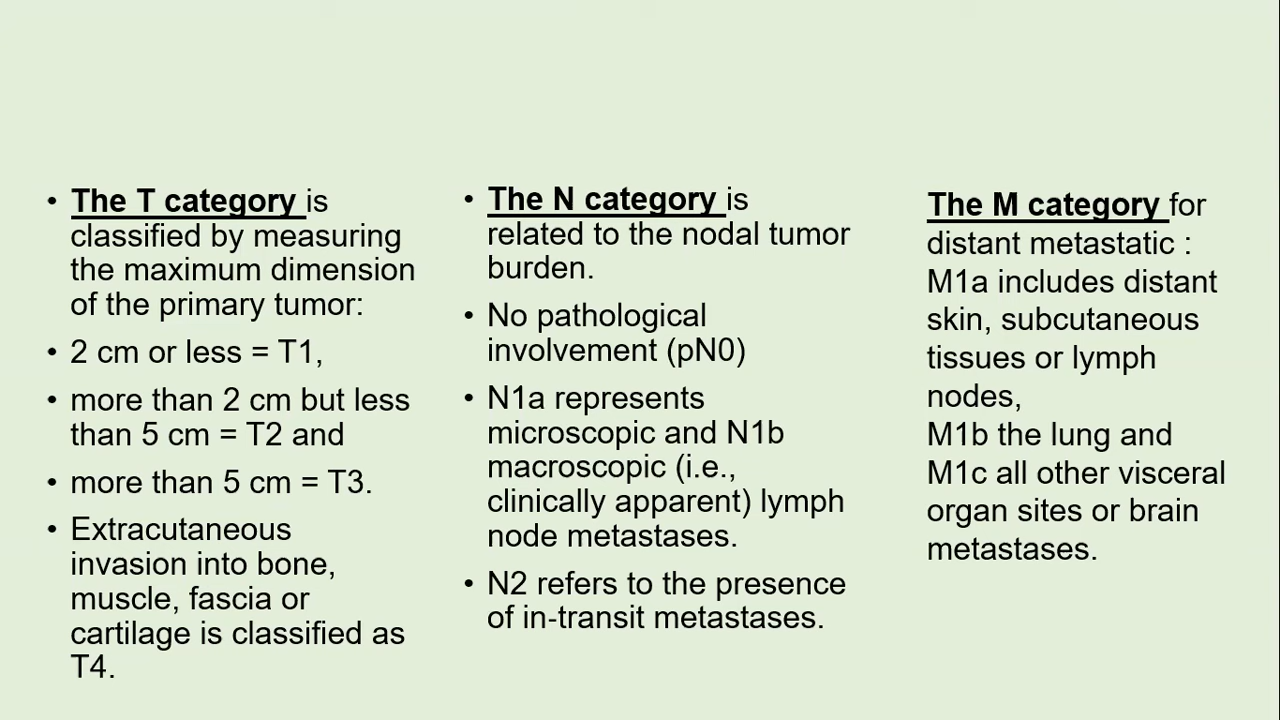 • The T category is
classified by measuring
the maximum dimension
of the primary tumor:
• 2 cm or less = T1,
• more than 2 cm but less
than 5 cm = T2 and
• more than 5 cm = T3.
• Extracutaneous
invasion into bone,
muscle, fascia or
cartilage is classified as
T4.
• The N category is
related to the nodal tumor
burden.
• No pathological
involvement (pN0)
• N1a represents
microscopic and N1b
macroscopic (i.e.,
clinically apparent) lymph
node metastases.
• N2 refers to the presence
of in-transit metastases.
The M category for
distant metastatic :
M1a includes distant
skin, subcutaneous
tissues or lymph
nodes,
M1b the lung and
M1c all other visceral
organ sites or brain
metastases.